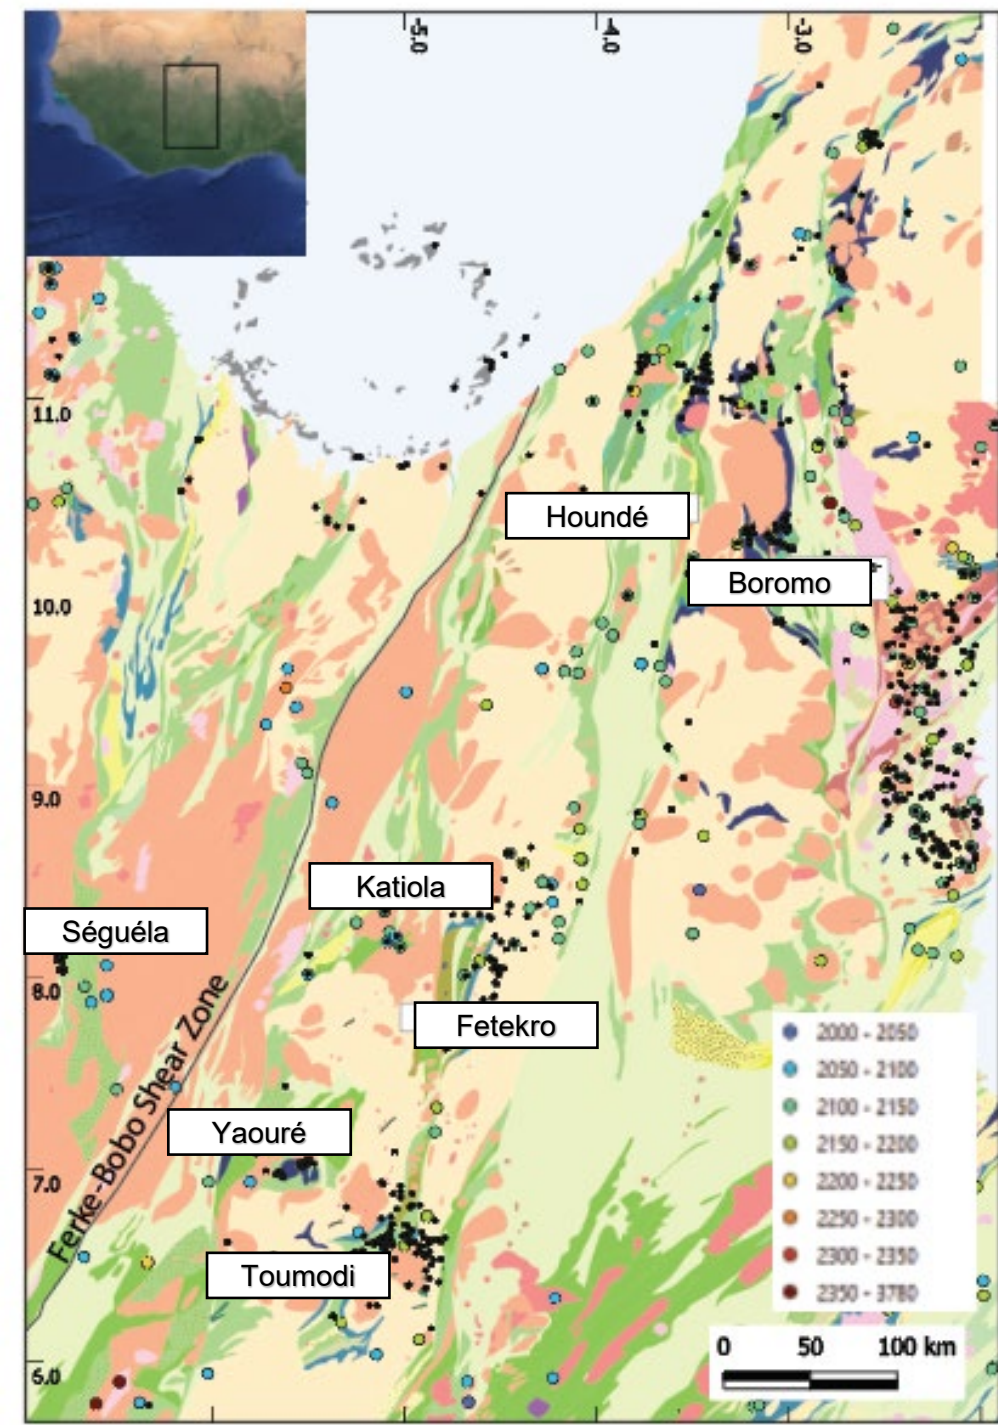 -5.0
-4.0
-3.0
11.0
Houndé
Boromo
10.0
9.0
Katiola
Séguéla
8.0
Fetekro
Ferke-Bobo Shear Zone
2000 - 2050
2050 - 2100
2100 - 2150
2150 - 2200
2200 - 2250
2250 - 2300
2300 - 2350
2350 - 3780
Yaouré
7.0
Toumodi
0 50 100 km
6.0